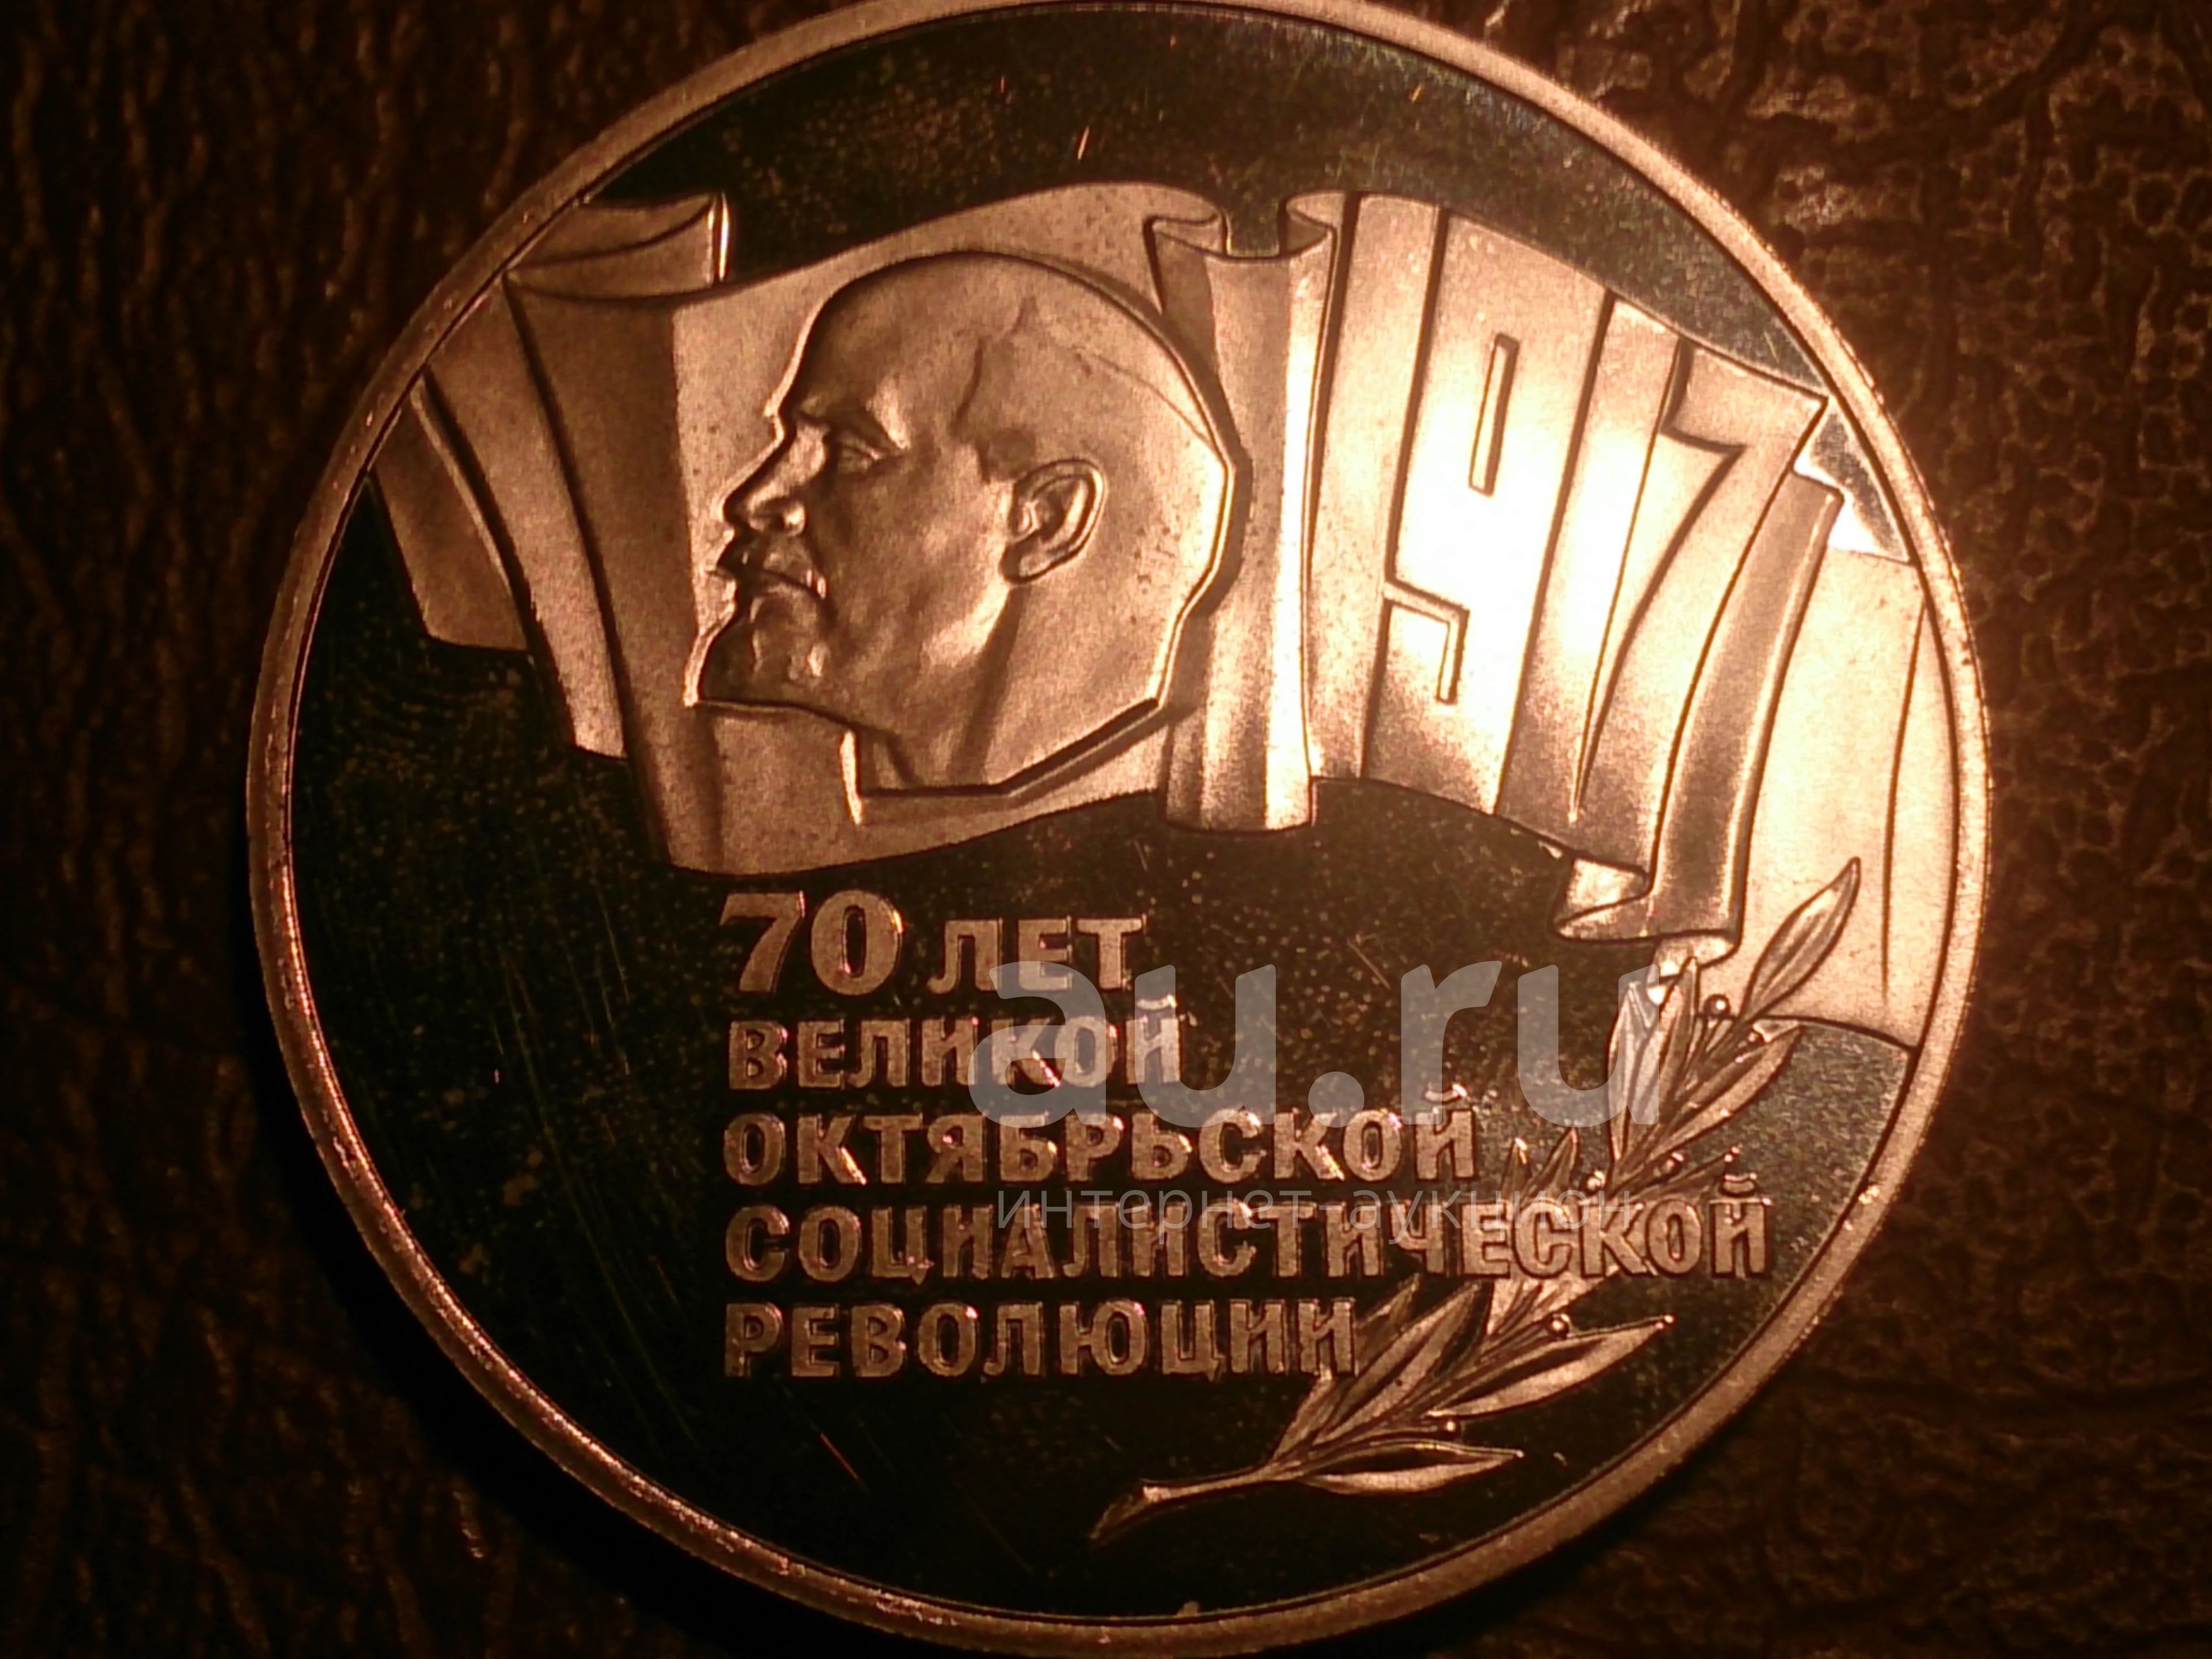 1917
70 ЛЕТ
ВЕЛИКОЙ
ОКТЯБРЬСКОЙ
СОЦИАЛИСТИЧЕСКОЙ
РЕВОЛЮЦИИ
au.ru
интернет-аукцион